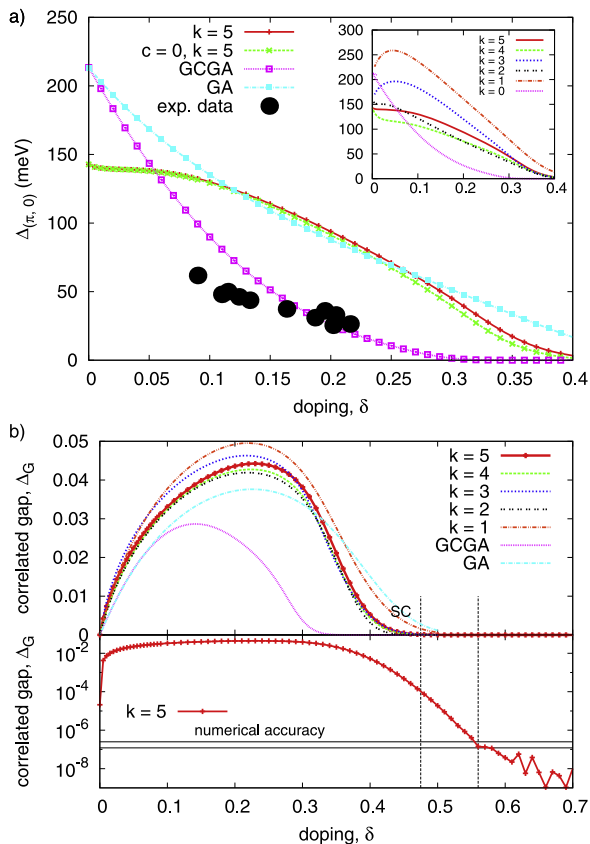 a)
250
200
150
100
50
0
Δ(π, 0) (meV)
0
0.05
0.1
0.15
0.2
0.25
0.3
0.35
0.4
doping, δ
k = 5
c = 0, k = 5
GCGA
GA
exp. data
300
250
200
150
100
50
0
0
0.1
0.2
0.3
0.4
k = 5
k = 4
k = 3
k = 2
k = 1
k = 0
b)
0.05
0.04
0.03
0.02
0.01
0
correlated gap, ΔG
k = 5
k = 4
k = 3
k = 2
k = 1
GCGA
GA
SC
10-2
10-4
10-6
10-8
correlated gap, ΔG
k = 5
numerical accuracy
0
0.1
0.2
0.3
0.4
0.5
0.6
0.7
doping, δ